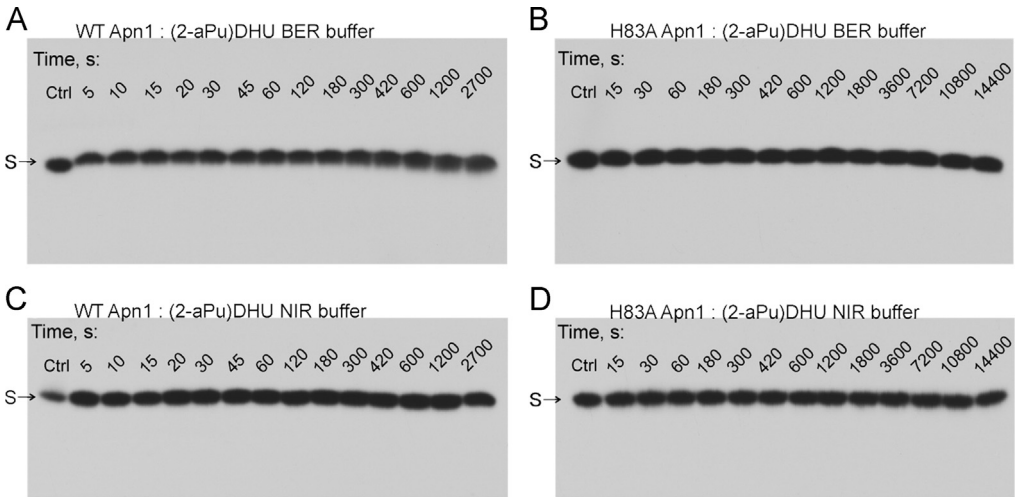 A
WT Apn1 : (2-aPu)DHU BER buffer
Time, s:
Ctrl 5 10 15 20 30 45 60 120 180 300 420 600 1200 2700
S→
B
H83A Apn1 : (2-aPu)DHU BER buffer
Time, s:
Ctrl 15 30 60 180 300 420 600 1200 1800 3600 7200 10800 14400
S→
C
WT Apn1 : (2-aPu)DHU NIR buffer
Time, s:
Ctrl 5 10 15 20 30 45 60 120 180 300 420 600 1200 2700
S→
D
H83A Apn1 : (2-aPu)DHU NIR buffer
Time, s:
Ctrl 15 30 60 180 300 420 600 1200 1800 3600 7200 10800 14400
S→